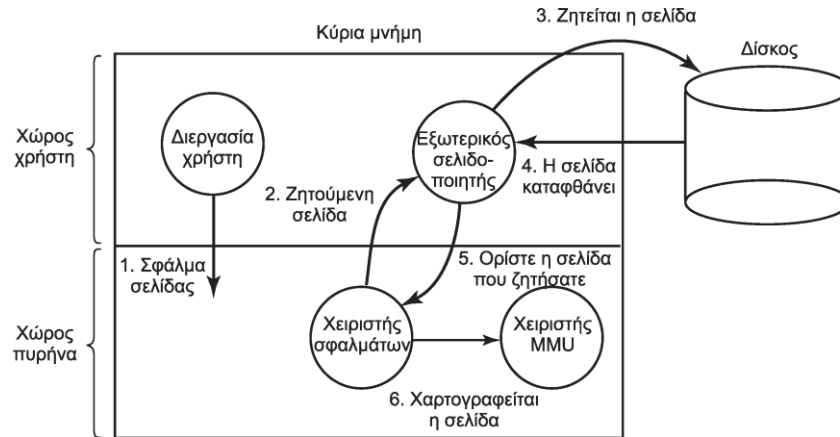 3. Ζητείται η σελίδα
Κύρια μνήμη
Δίσκος
Χώρος
χρήστη
Διεργασία
χρήστη
Εξωτερικός
σελιδο-
ποιητής
2. Ζητούμενη
σελίδα
4. Η σελίδα
καταφθάνει
1. Σφάλμα
σελίδας
5. Ορίστε η σελίδα
που ζητήσατε
Χώρος
πυρήνα
Χειριστής
σφαλμάτων
Χειριστής
MMU
6. Χαρτογραφείται
η σελίδα